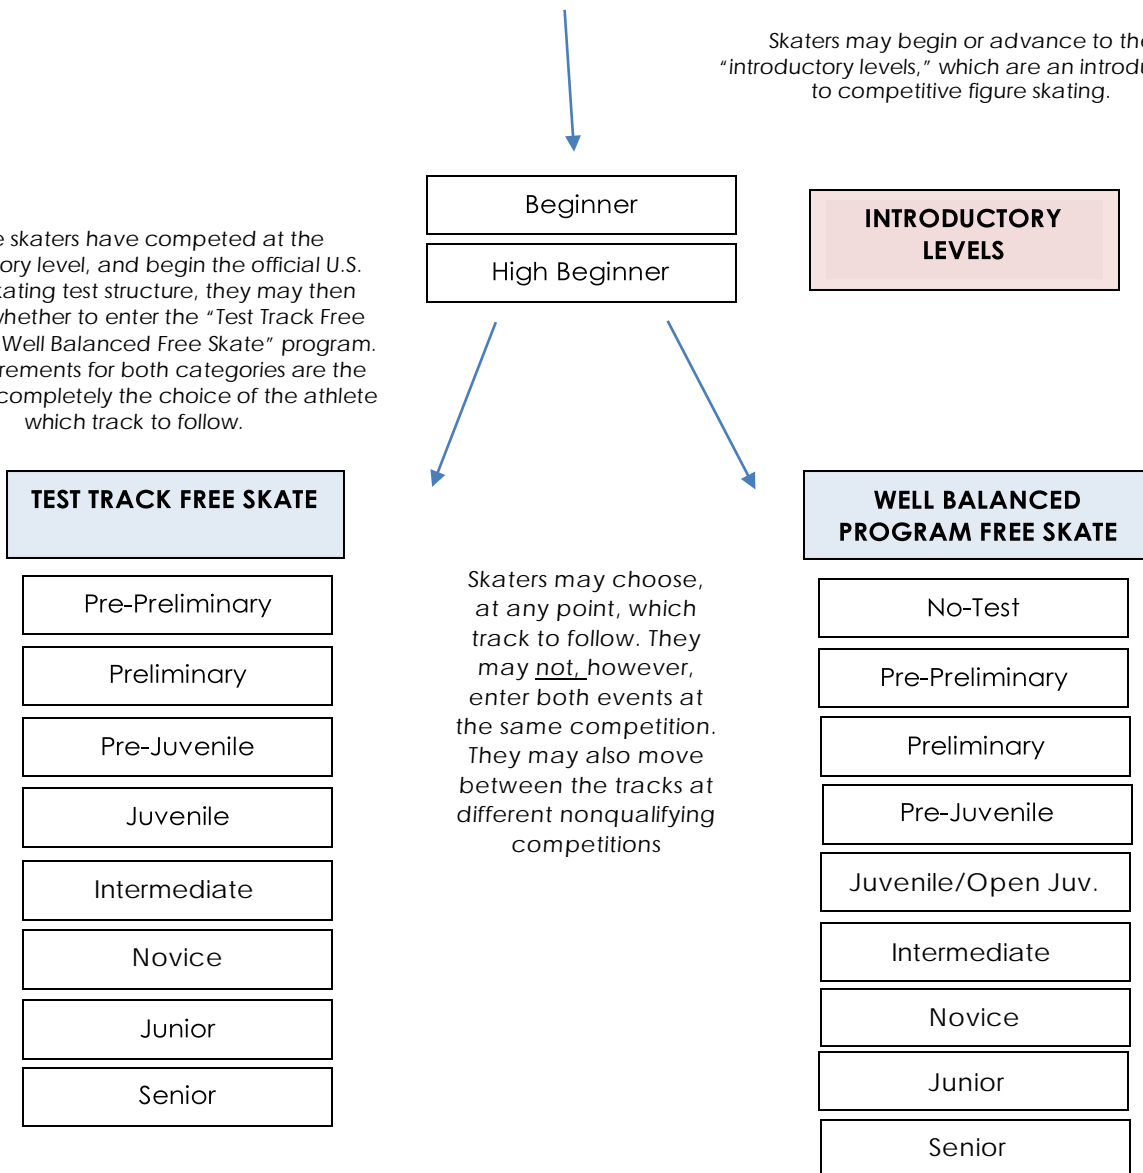 Skaters may begin or advance to the
"introductory levels," which are an
to competitive figure skating.
Beginner
High Beginner
INTRODUCTORY
LEVELS
skaters have competed at the
level, and begin the official U.S.
test structure, they may then
whether to enter the "Test Track Free
Well Balanced Free Skate" program.
for both categories are the
completely the choice of the athlete
which track to follow.
TEST TRACK FREE SKATE
Pre-Preliminary
Preliminary
Pre-Juvenile
Juvenile
Intermediate
Novice
Junior
Senior
Skaters may choose,
at any point, which
track to follow. They
may not, however,
enter both events at
the same competition.
They may also move
between the tracks at
different nonqualifying
competitions
WELL BALANCED
PROGRAM FREE SKATE
No-Test
Pre-Preliminary
Preliminary
Pre-Juvenile
Juvenile/Open Juv.
Intermediate
Novice
Junior
Senior